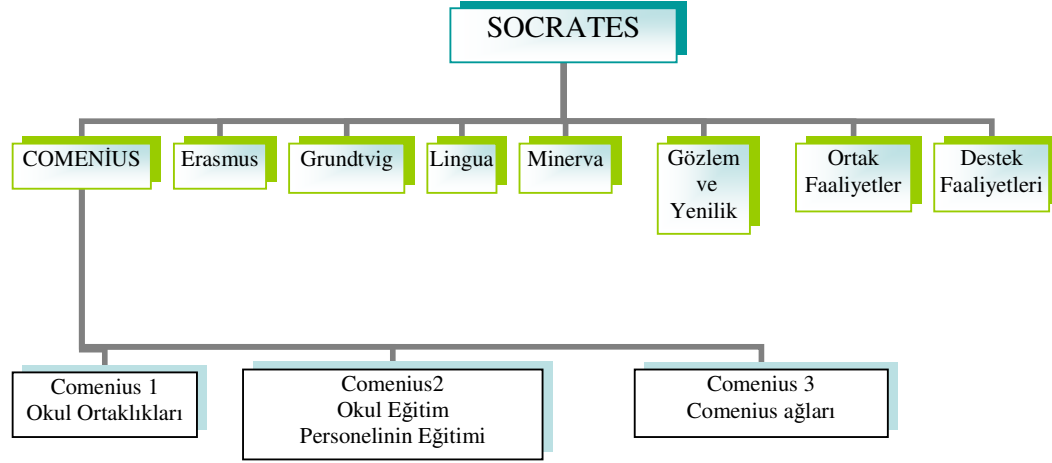 SOCRATES
COMENİUS
Erasmus
Grundtvig
Lingua
Minerva
Gözlem
ve
Yenilik
Ortak
Faaliyetler
Destek
Faaliyetleri
Comenius 1
Okul Ortaklıkları
Comenius2
Okul Eğitim
Personelinin Eğitimi
Comenius 3
Comenius ağları